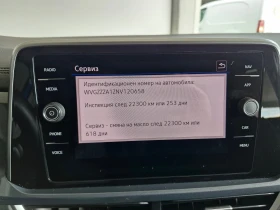 Сервиз
RADIO
NAV
Идентификационен номер на автомобила:
WVGZZZA1ZNV120658
MEDIA
APP
Инспекция след 22300 км или 253 дни
PHONE
CAR
Сервиз - смяна на масло след 22300 км или
618 дни
VOICE
MENU